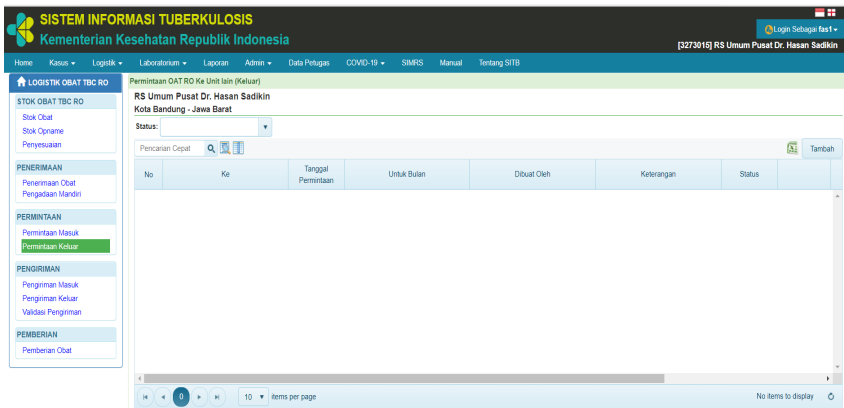 SISTEM INFORMASI TUBERKULOSIS
Kementerian Kesehatan Republik Indonesia
Login Sebagai fas1
[3273015] RS Umum Pusat Dr. Hasan Sadikin
Home Kasus Logistik Laboratorium Laporan Admin Data Petugas COVID-19 SIMRS Manual Tentang SITB
LOGISTIK OBAT TBC RO
STOK OBAT TBC RO
Stok Obat
Stok Opname
Penyesuaian
PENERIMAAN
Penerimaan Obat
Pengadaan Mandiri
PERMINTAAN
Permintaan Masuk
Permintaan Keluar
PENGIRIMAN
Pengiriman Masuk
Pengiriman Keluar
Validasi Pengiriman
PEMBERIAN
Pemberian Obat
Permintaan OAT RO Ke Unit lain (Keluar)
RS Umum Pusat Dr. Hasan Sadikin
Kota Bandung - Jawa Barat
Status:
Pencarian Cepat
Tambah
No Ke Tanggal Permintaan Untuk Bulan Dibuat Oleh Keterangan Status
0 10 items per page No items to display